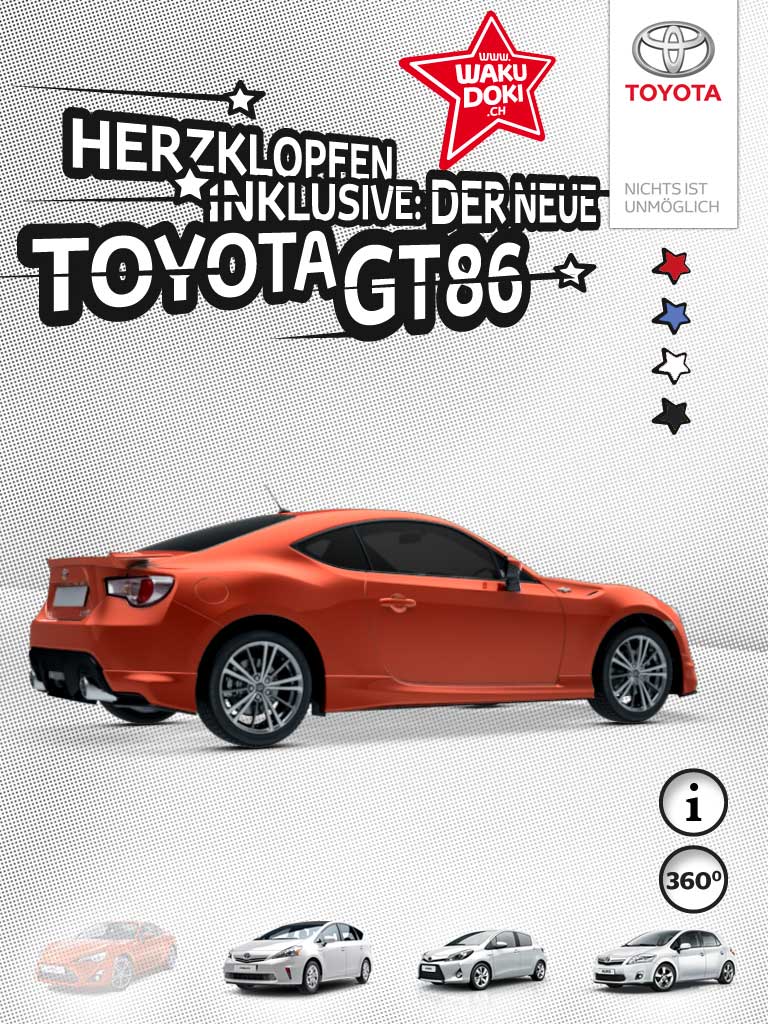 WWW.
WAKU
DOKI
.CH
TOYOTA
NICHTS IST
UNMÖGLICH
HERZKLOPFEN
INKLUSIVE: DER NEUE
TOYOTA GT86
i
360°